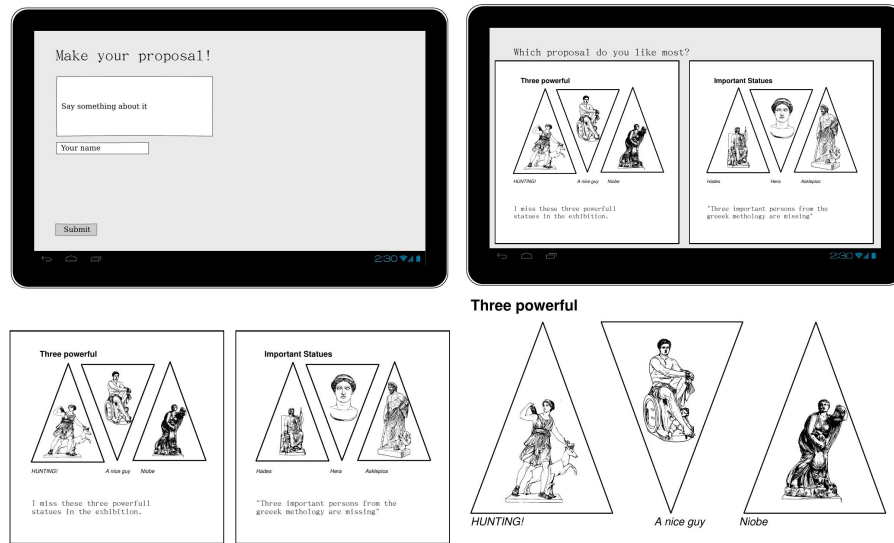 Make your proposal!
Say something about it
Your name
Submit
2:30
Which proposal do you like most?
Three powerful
HUNTING!
A nice guy
Niobe
I miss these three powerfull
statues in the exhibition.
Important Statues
Hades
Hera
Asklepios
"Three important persons from the
greeek methology are missing"
2:30
Three powerful
HUNTING!
A nice guy
Niobe
I miss these three powerfull
statues in the exhibition.
Important Statues
Hades
Hera
Asklepios
"Three important persons from the
greeek methology are missing"
Three powerful
HUNTING!
A nice guy
Niobe